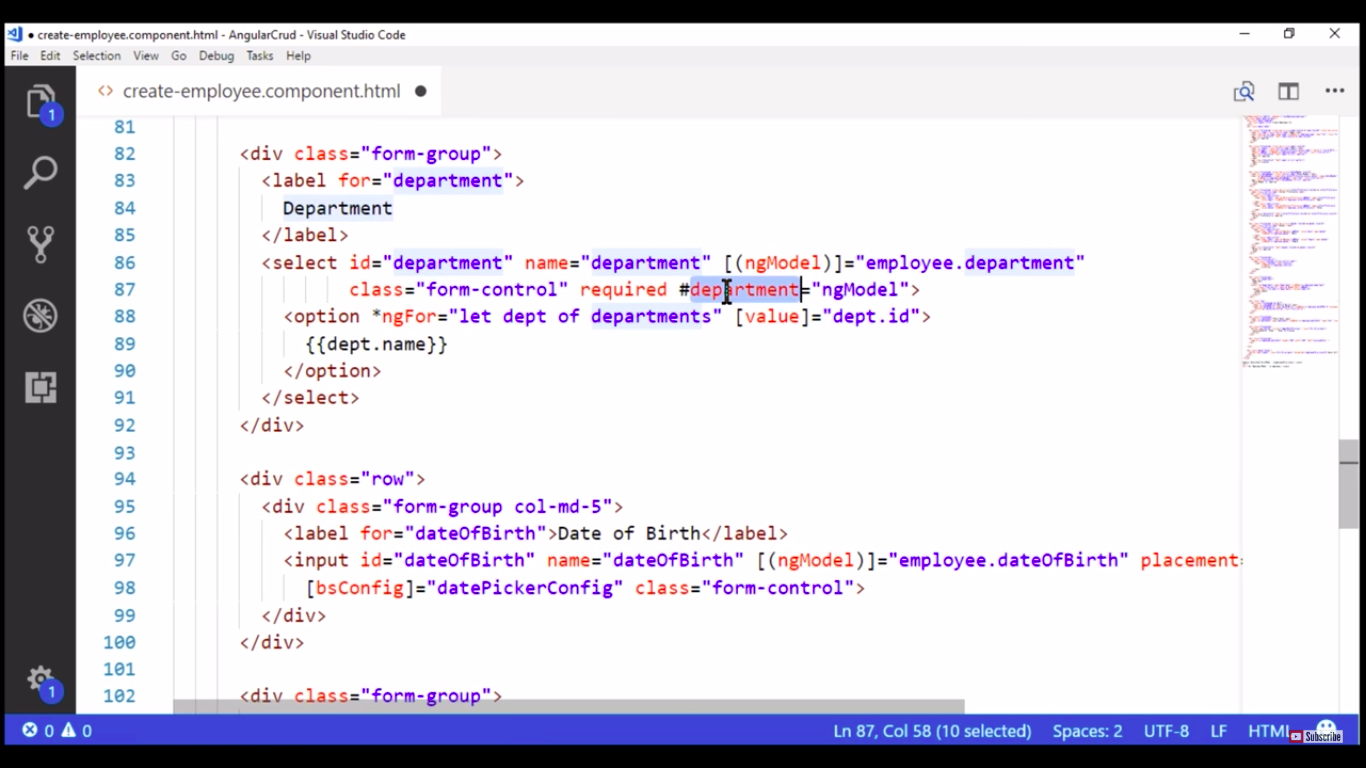 create-employee.component.html - AngularCrud - Visual Studio Code
File Edit Selection View Go Debug Tasks Help
<> create-employee.component.html
1
81
82 <div class="form-group">
83 <label for="department">
84 Department
85 </label>
86 <select id="department" name="department" [(ngModel)]="employee.department"
87 class="form-control" required #department="ngModel">
88 <option *ngFor="let dept of departments" [value]="dept.id">
89 {{dept.name}}
90 </option>
91 </select>
92 </div>
93
94 <div class="row">
95 <div class="form-group col-md-5">
96 <label for="dateOfBirth">Date of Birth</label>
97 <input id="dateOfBirth" name="dateOfBirth" [(ngModel)]="employee.dateOfBirth" placement=
98 [bsConfig]="datePickerConfig" class="form-control">
99 </div>
100 </div>
101
102 <div class="form-group">
1
0 0 Ln 87, Col 58 (10 selected) Spaces: 2 UTF-8 LF HTML
Subscribe